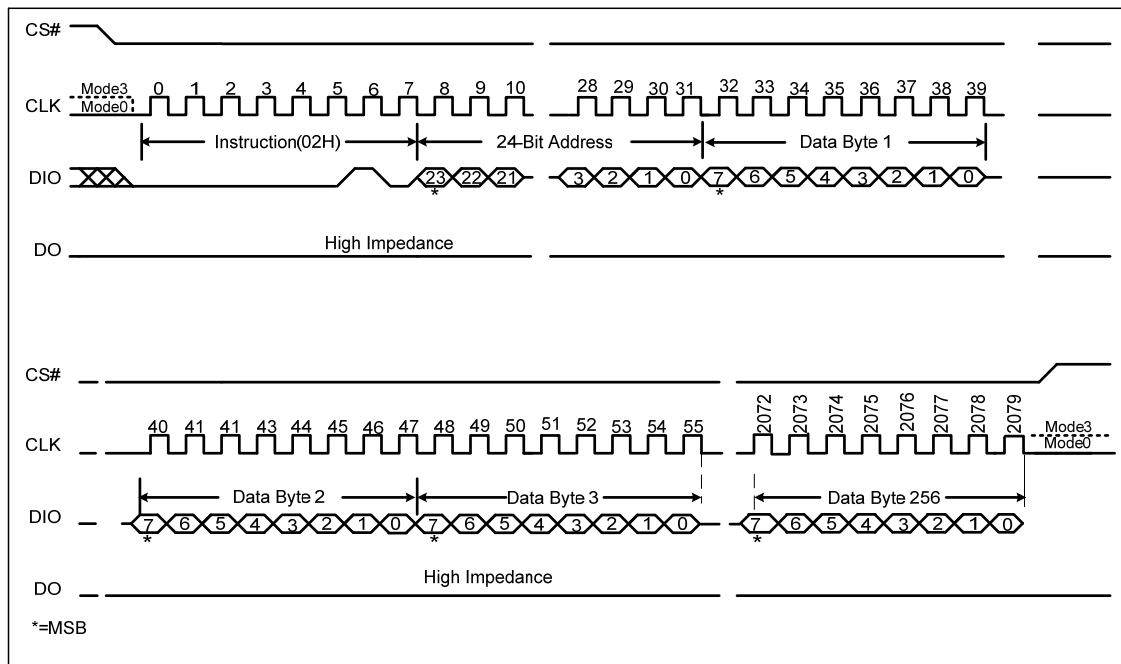 CS#
Mode3
0 1 2 3 4 5 6 7 8 9 10 28 29 30 31 32 33 34 35 36 37 38 39
CLK
Mode0
Instruction(02H) 24-Bit Address Data Byte 1
DIO 23 22 21 3 2 1 0 7 6 5 4 3 2 1 0
* *
High Impedance
DO
CS#
40 41 41 43 44 45 46 47 48 49 50 51 52 53 54 55 2072 2073 2074 2075 2076 2077 2078 2079
Mode3
CLK
Mode0
Data Byte 2 Data Byte 3 Data Byte 256
DIO 7 6 5 4 3 2 1 0 7 6 5 4 3 2 1 0 7 6 5 4 3 2 1 0
* * *
High Impedance
DO
*=MSB